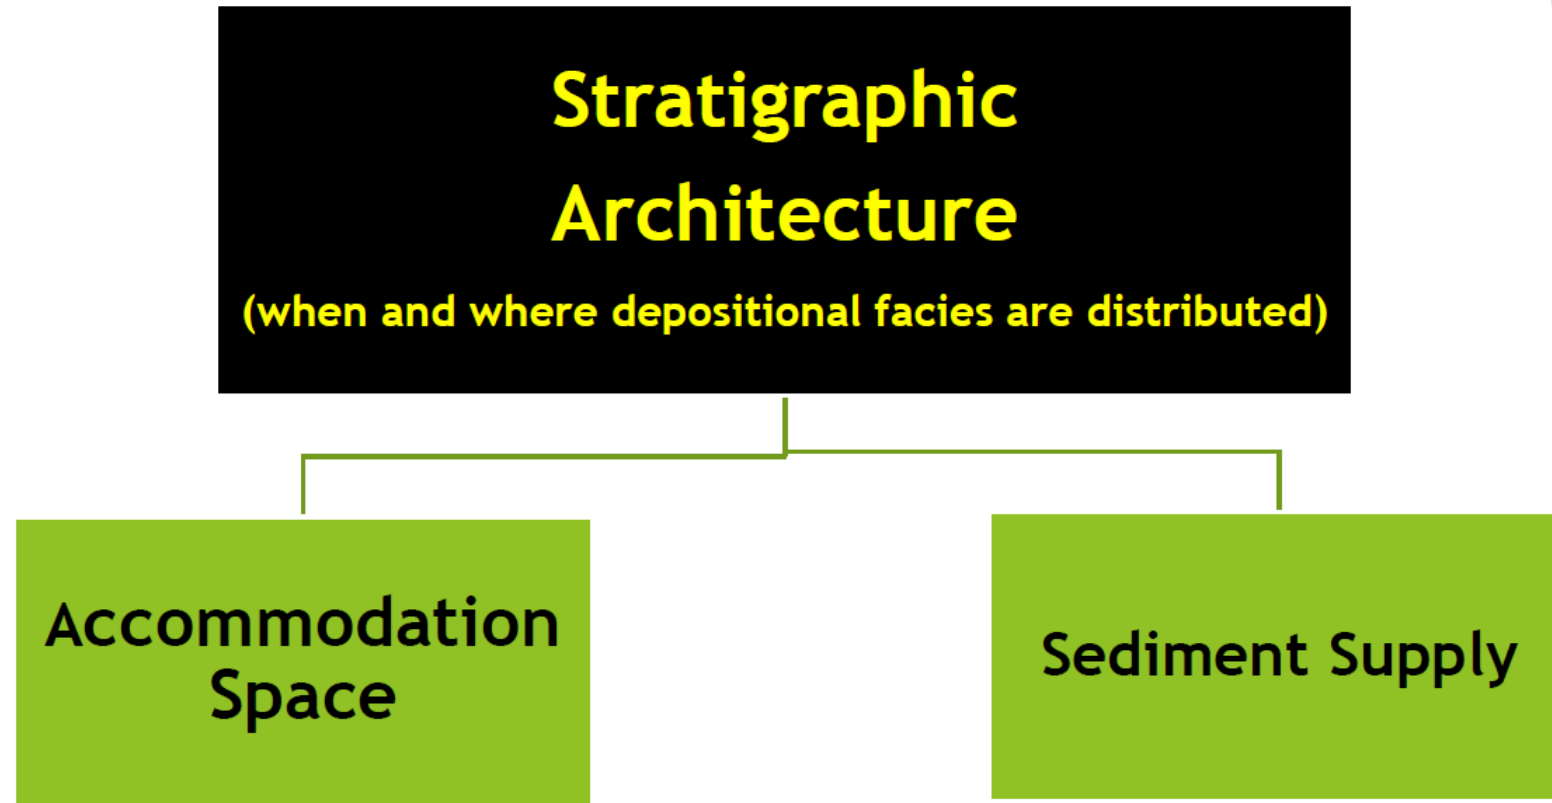 Stratigraphic
Architecture
(when and where depositional facies are distributed)
Accommodation
Space
Sediment Supply